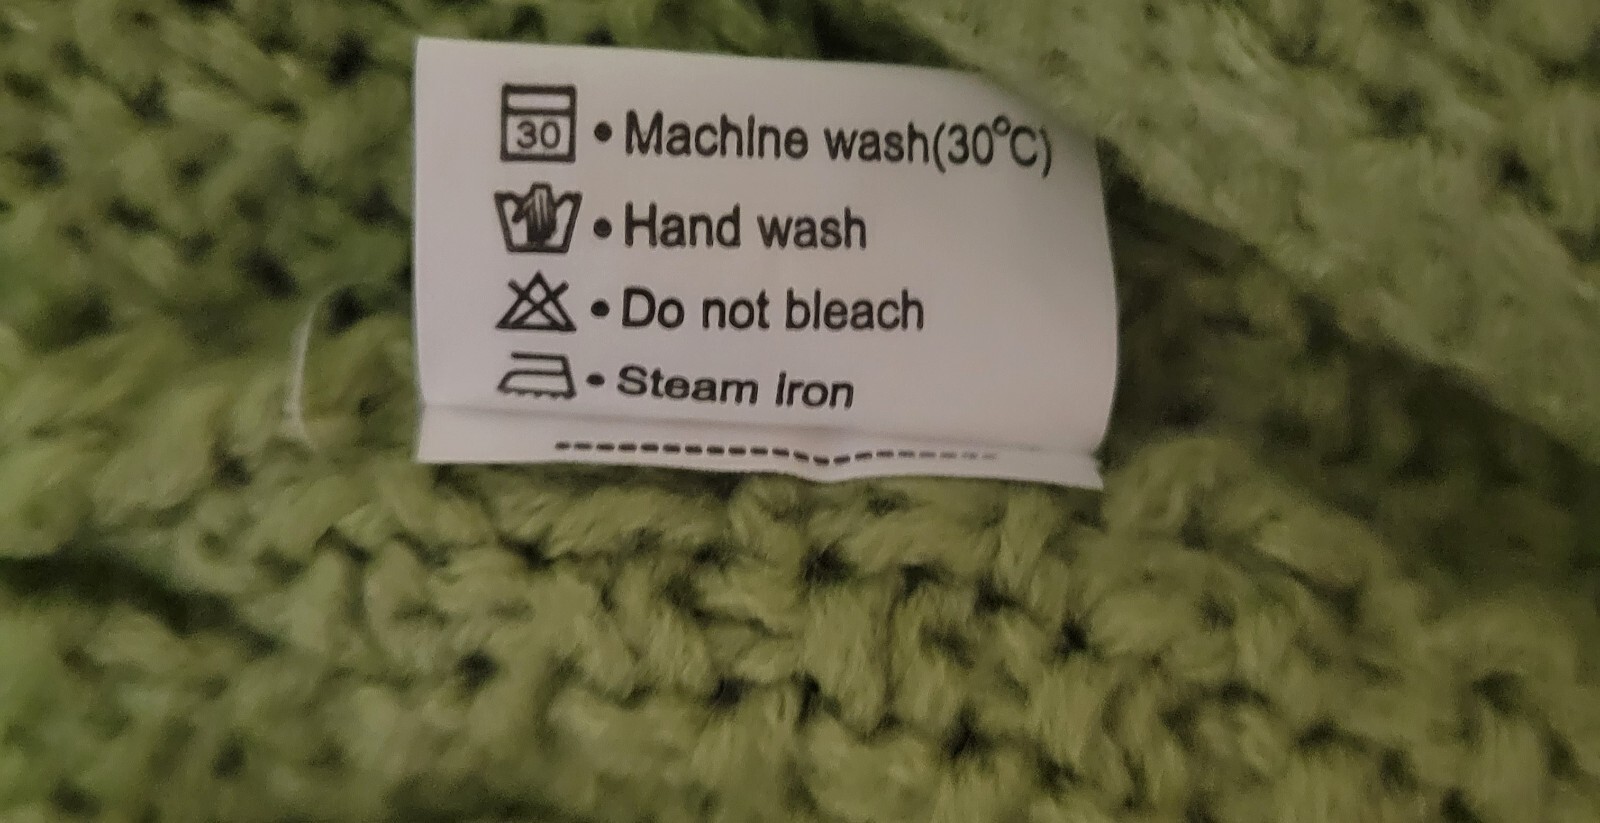 30 • Machine wash(30°C)
• Hand wash
• Do not bleach
• Steam iron